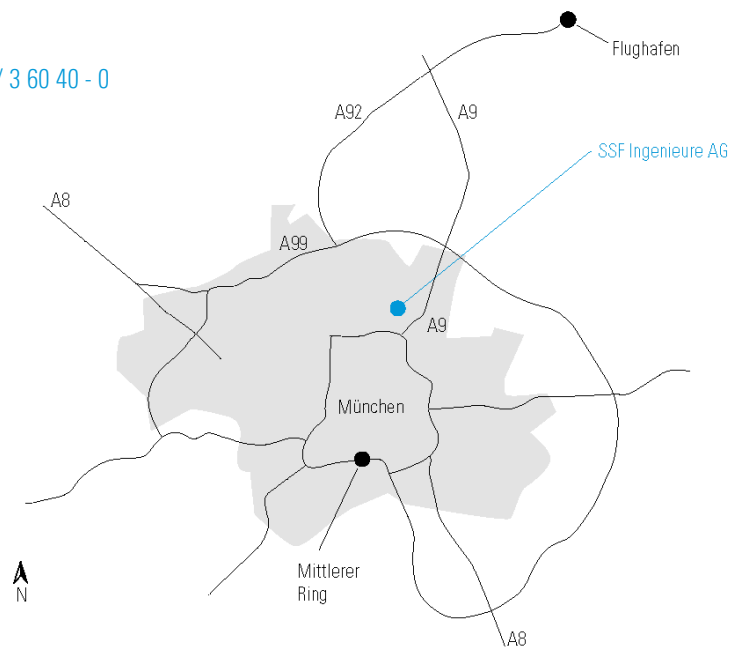 Flughafen
/ 3 60 40 - 0
A92
A9
SSF Ingenieure AG
A8
A99
A9
München
Mittlerer
Ring
N
A8